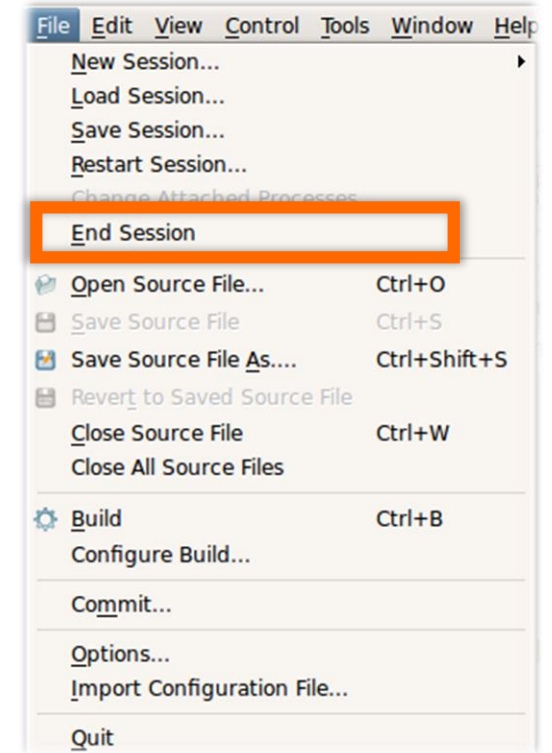 File Edit View Control Tools Window Help
New Session...
Load Session...
Save Session...
Restart Session...
Change Attached Processes
End Session
Open Source File... Ctrl+O
Save Source File Ctrl+S
Save Source File As.... Ctrl+Shift+S
Revert to Saved Source File
Close Source File Ctrl+W
Close All Source Files
Build Ctrl+B
Configure Build...
Commit...
Options...
Import Configuration File...
Quit